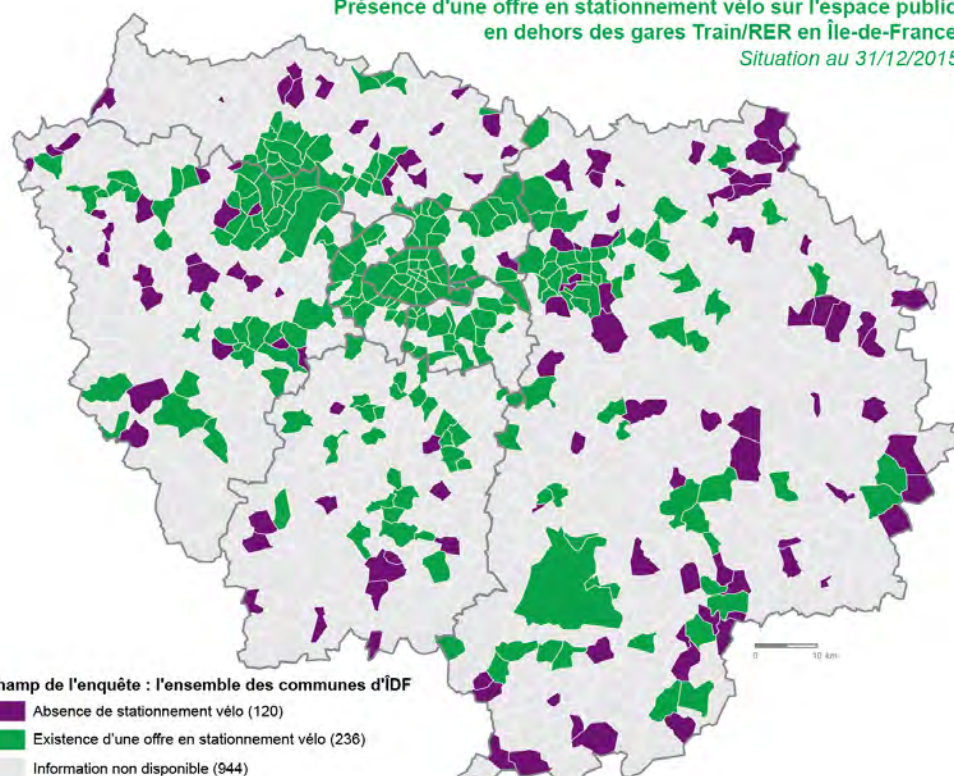 Présence d'une offre en stationnement vélo sur l'espace public
en dehors des gares Train/RER en Île-de-France
Situation au 31/12/2015
0 10 km
hamp de l'enquête : l'ensemble des communes d'ÎDF
Absence de stationnement vélo (120)
Existence d'une offre en stationnement vélo (236)
Information non disponible (944)